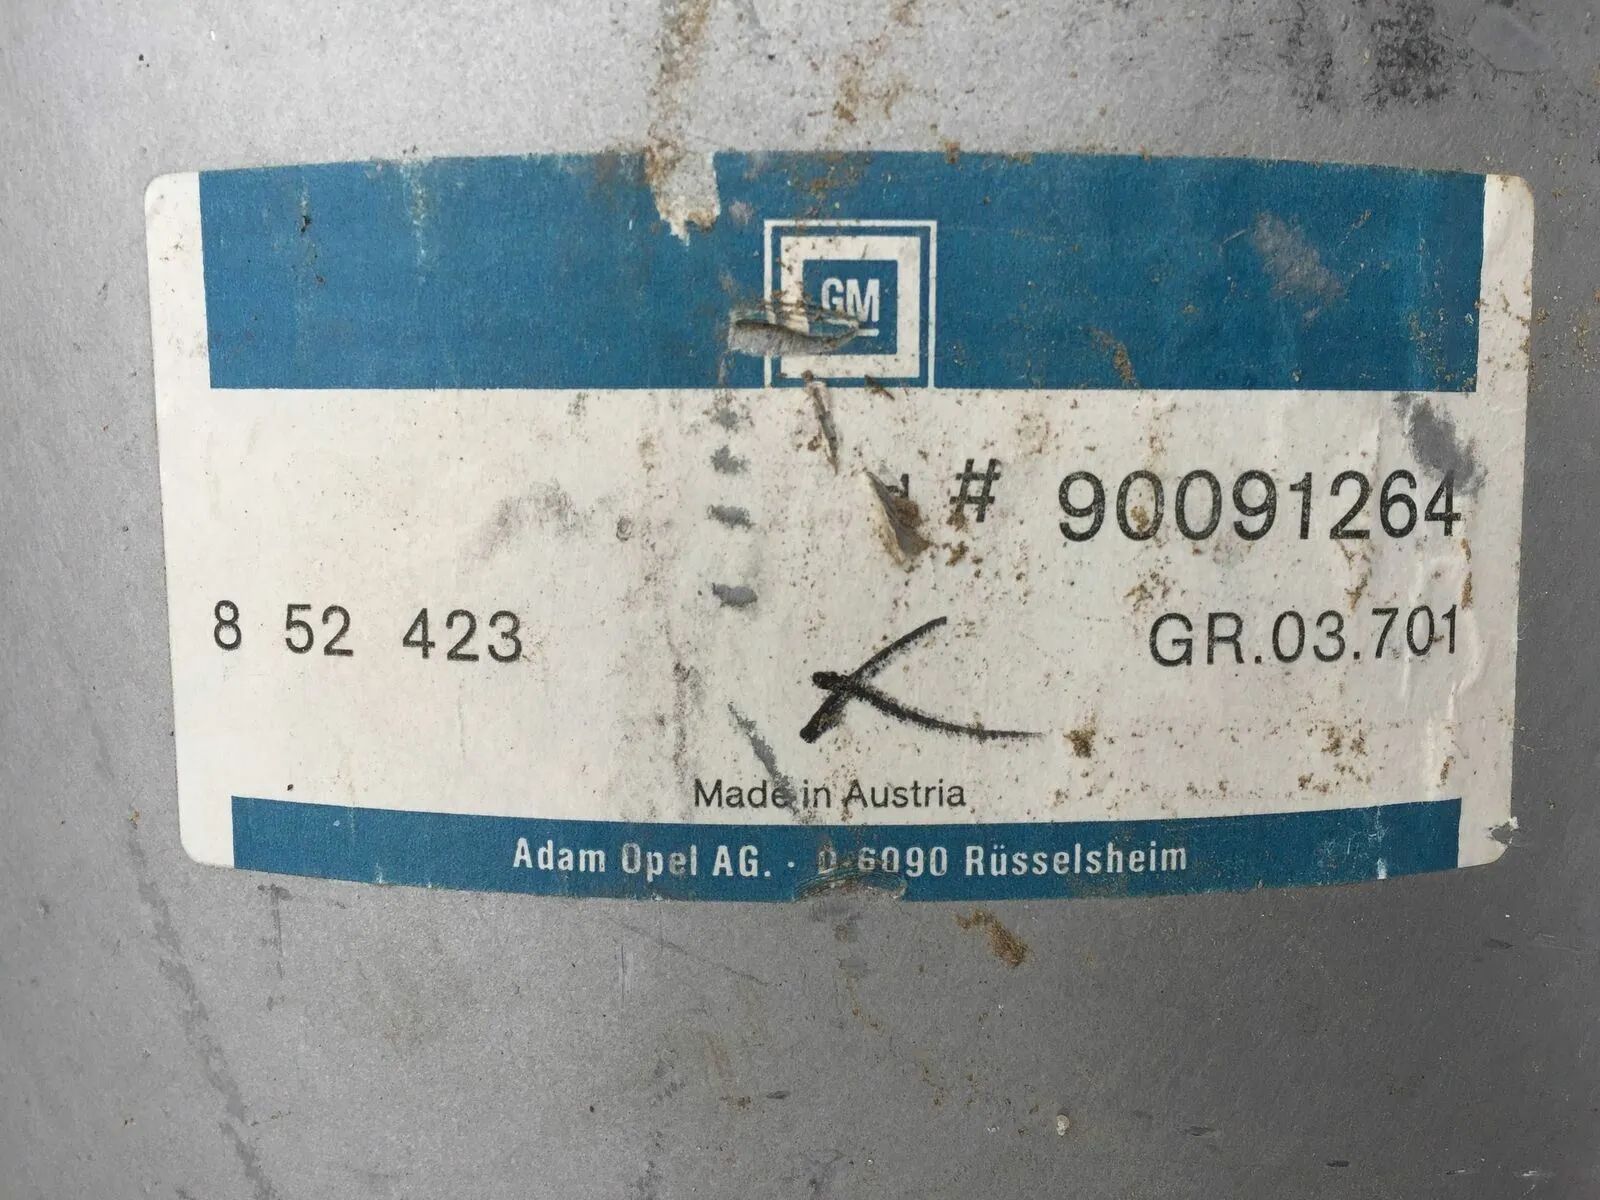 GM
# 90091264
8 52 423
GR.03.701
Made in Austria
Adam Opel AG. · D-6090 Rüsselsheim